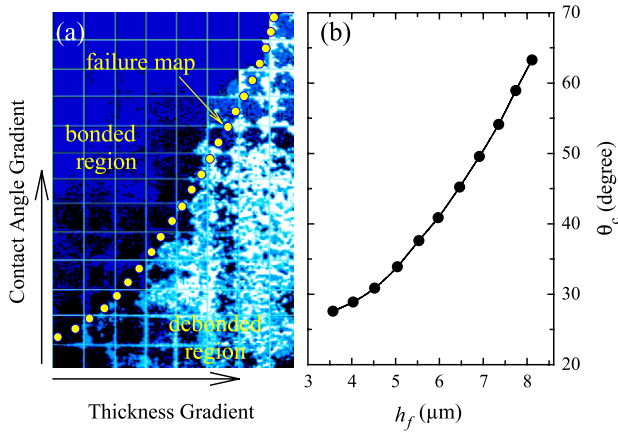 (a)
failure map
bonded
region
debonded
region
Contact Angle Gradient
Thickness Gradient
(b)
70
60
50
40
30
20
θc (degree)
3 4 5 6 7 8
hf (μm)